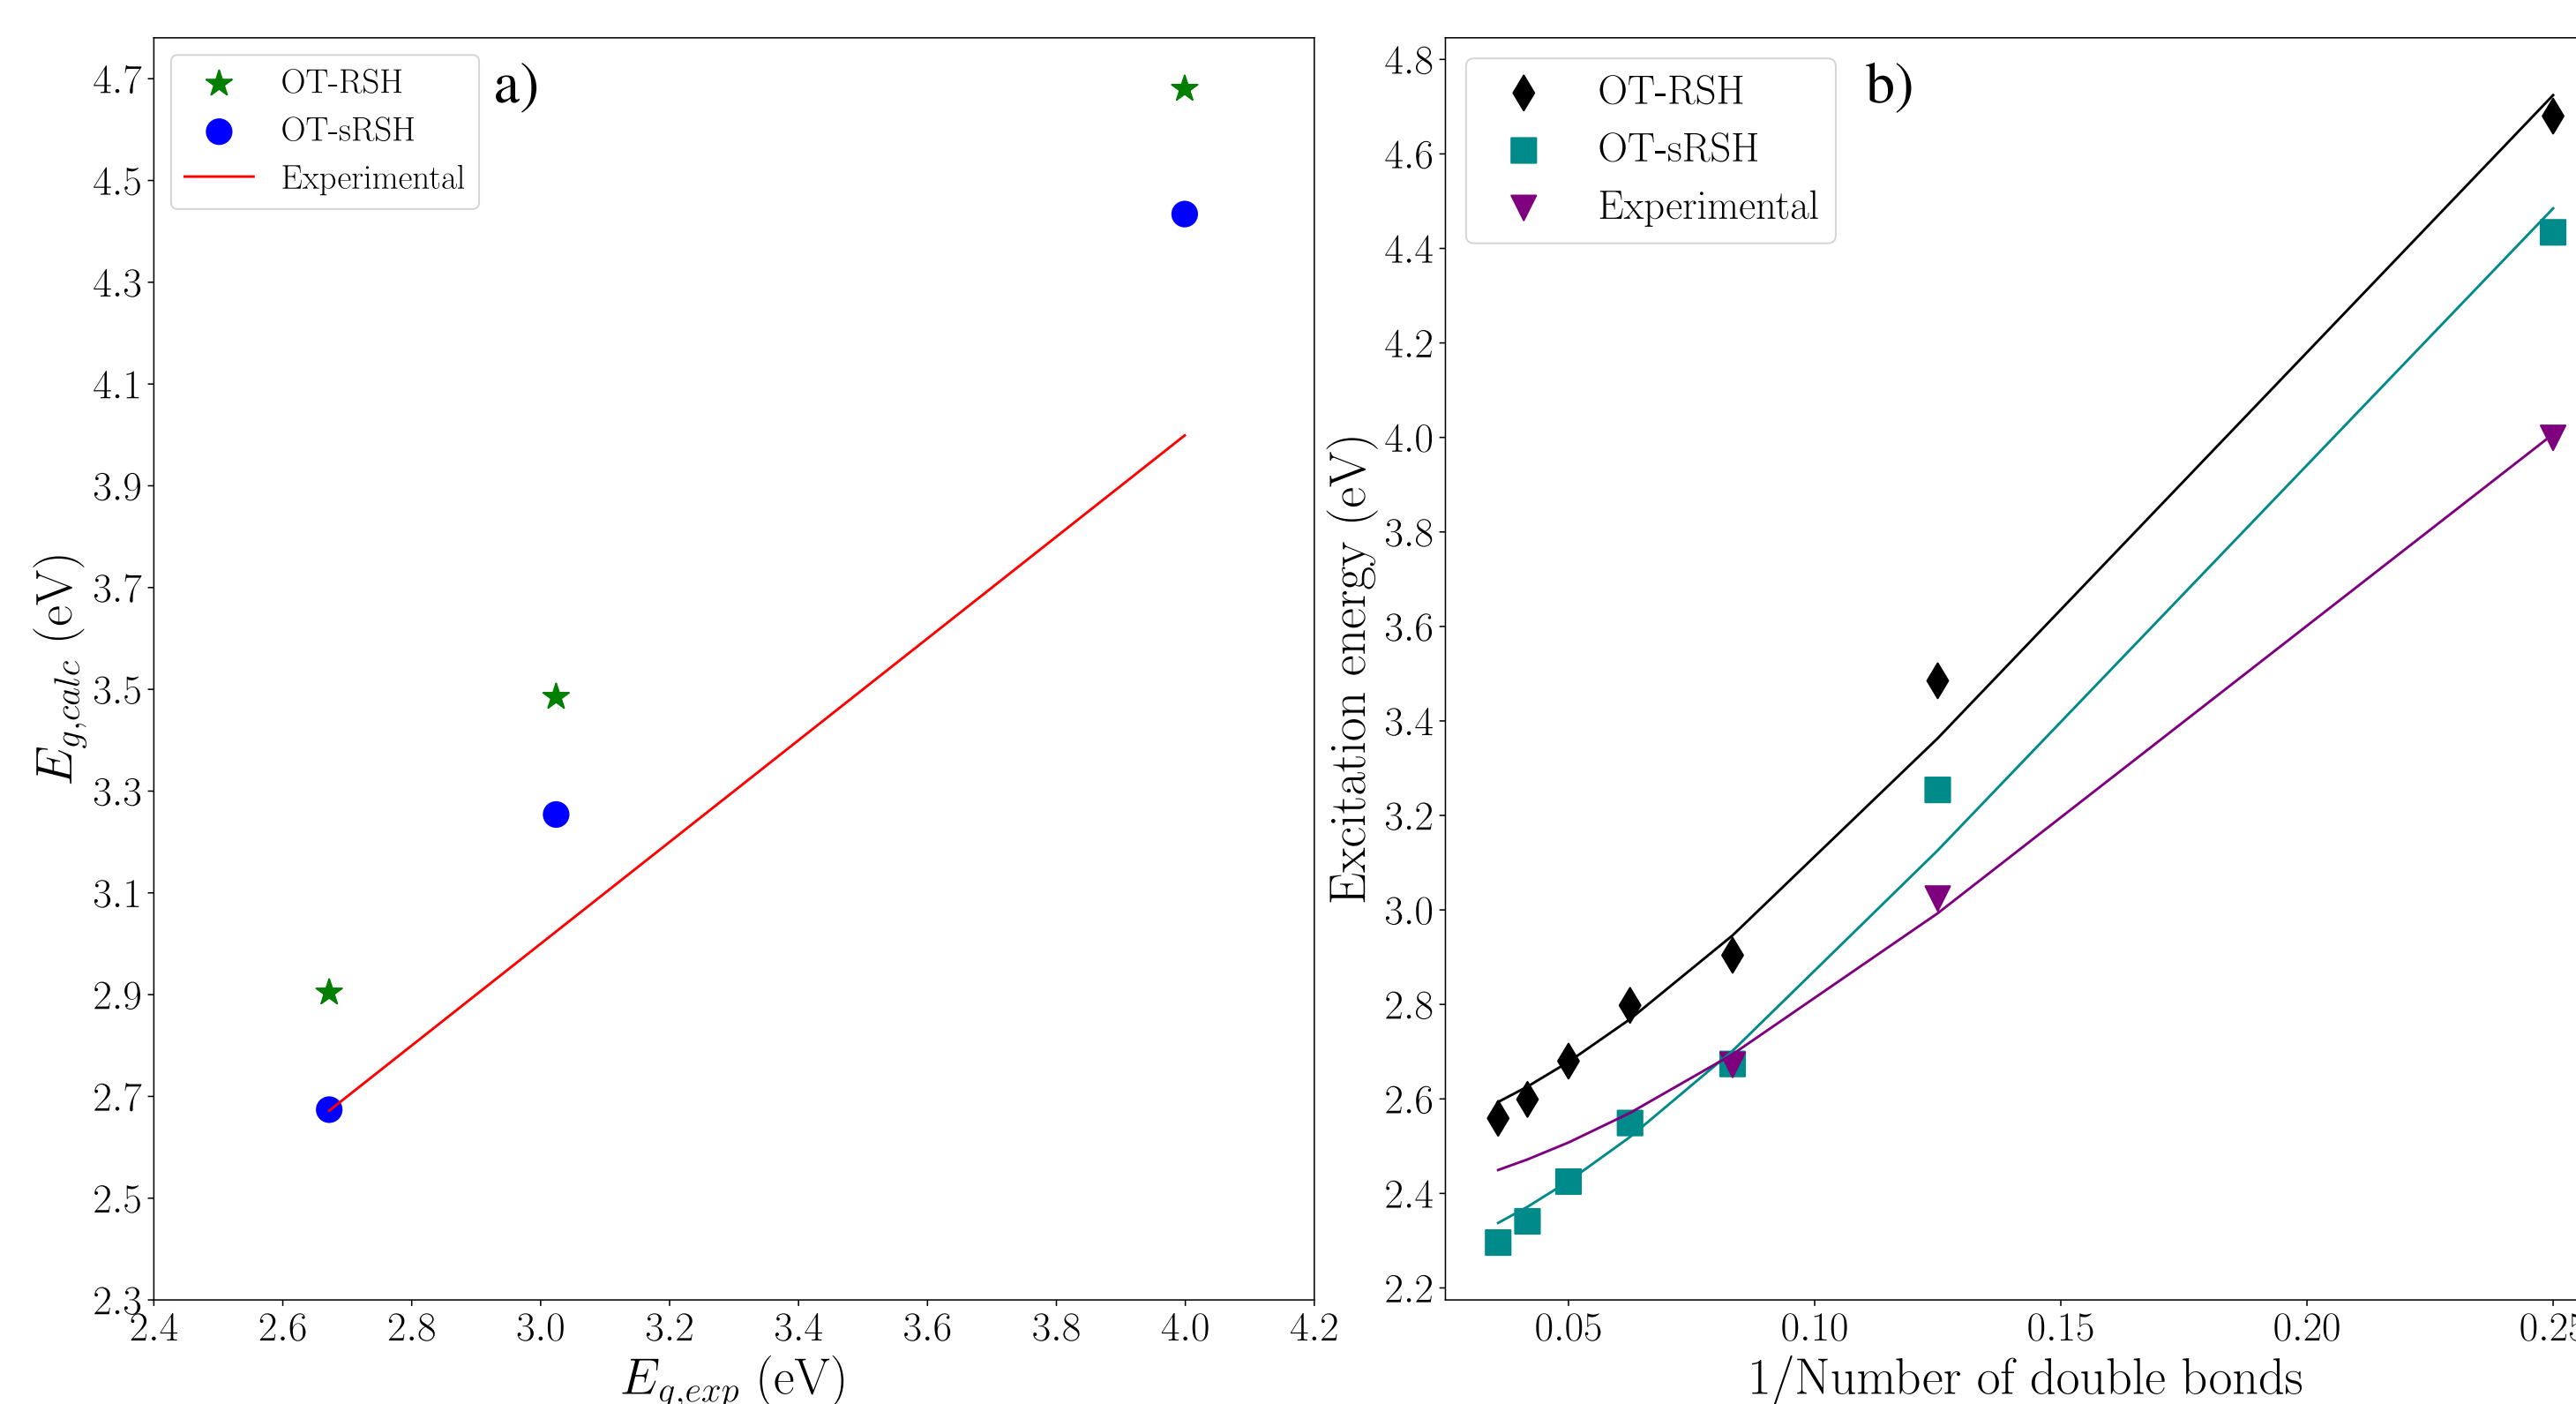 OT-RSH
OT-sRSH
Experimental
a)
4.7
4.5
4.3
4.1
3.9
3.7
3.5
3.3
3.1
2.9
2.7
2.5
2.3
E_{g,calc} (eV)
2.4 2.6 2.8 3.0 3.2 3.4 3.6 3.8 4.0 4.2
E_{g,exp} (eV)
OT-RSH
OT-sRSH
Experimental
b)
4.8
4.6
4.4
4.2
4.0
3.8
3.6
3.4
3.2
3.0
2.8
2.6
2.4
2.2
Excitation energy (eV)
0.05 0.10 0.15 0.20 0.25
1/Number of double bonds